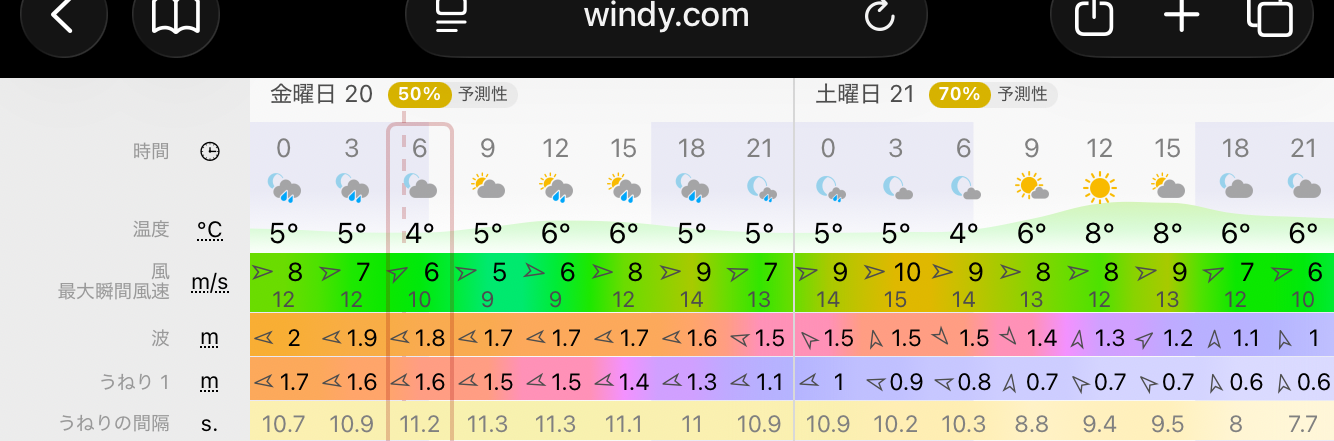 windy.com
金曜日 20 50% 予測性 土曜日 21 70% 予測性
時間 0 3 6 9 12 15 18 21 0 3 6 9 12 15 18 21
温度 °C 5° 5° 4° 5° 6° 6° 5° 5° 5° 5° 4° 6° 8° 8° 6° 6°
風 m/s 8 7 6 5 6 8 9 7 9 10 9 8 8 9 7 6
最大瞬間風速 12 12 10 9 9 12 14 13 14 15 14 13 12 13 12 10
波 m 2 1.9 1.8 1.7 1.7 1.7 1.6 1.5 1.5 1.5 1.5 1.4 1.3 1.2 1.1 1
うねり 1 m 1.7 1.6 1.6 1.5 1.5 1.4 1.3 1.1 1 0.9 0.8 0.7 0.7 0.7 0.6 0.6
うねりの間隔 s. 10.7 10.9 11.2 11.3 11.3 11.1 11 10.9 10.9 10.2 10.3 8.8 9.4 9.5 8 7.7